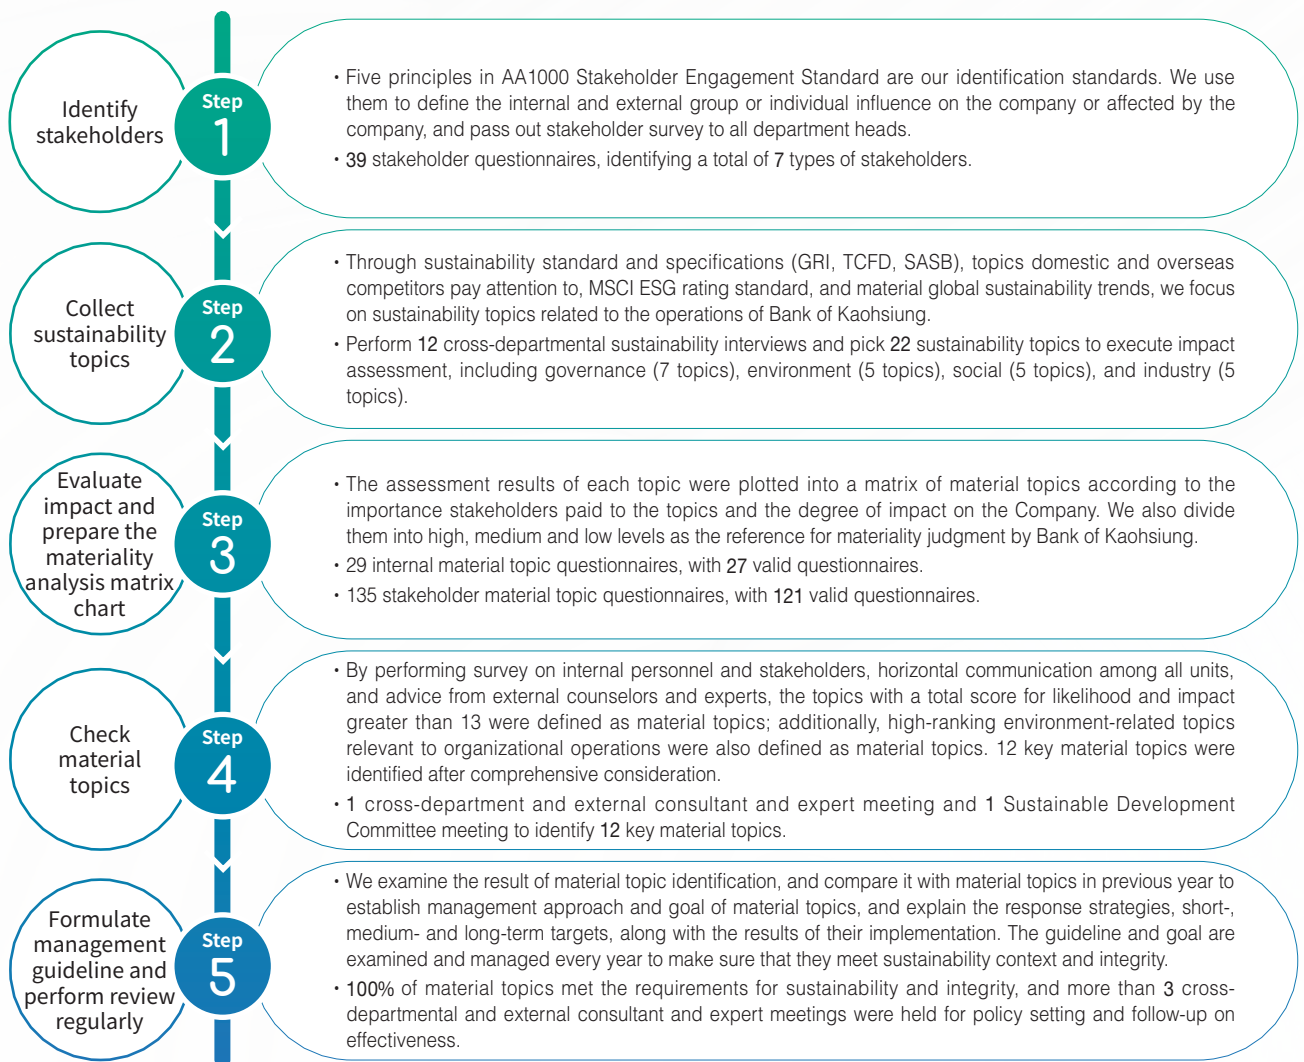 Identify
stakeholders
Step
1
• Five principles in AA1000 Stakeholder Engagement Standard are our identification standards. We use
them to define the internal and external group or individual influence on the company or affected by the
company, and pass out stakeholder survey to all department heads.
• 39 stakeholder questionnaires, identifying a total of 7 types of stakeholders.
Collect
sustainability
topics
Step
2
• Through sustainability standard and specifications (GRI, TCFD, SASB), topics domestic and overseas
competitors pay attention to, MSCI ESG rating standard, and material global sustainability trends, we focus
on sustainability topics related to the operations of Bank of Kaohsiung.
• Perform 12 cross-departmental sustainability interviews and pick 22 sustainability topics to execute impact
assessment, including governance (7 topics), environment (5 topics), social (5 topics), and industry (5
topics).
Evaluate
impact and
prepare the
materiality
analysis matrix
chart
Step
3
• The assessment results of each topic were plotted into a matrix of material topics according to the
importance stakeholders paid to the topics and the degree of impact on the Company. We also divide
them into high, medium and low levels as the reference for materiality judgment by Bank of Kaohsiung.
• 29 internal material topic questionnaires, with 27 valid questionnaires.
• 135 stakeholder material topic questionnaires, with 121 valid questionnaires.
Check
material
topics
Step
4
• By performing survey on internal personnel and stakeholders, horizontal communication among all units,
and advice from external counselors and experts, the topics with a total score for likelihood and impact
greater than 13 were defined as material topics; additionally, high-ranking environment-related topics
relevant to organizational operations were also defined as material topics. 12 key material topics were
identified after comprehensive consideration.
• 1 cross-department and external consultant and expert meeting and 1 Sustainable Development
Committee meeting to identify 12 key material topics.
Formulate
management
guideline and
perform review
regularly
Step
5
• We examine the result of material topic identification, and compare it with material topics in previous year to
establish management approach and goal of material topics, and explain the response strategies, short-,
medium- and long-term targets, along with the results of their implementation. The guideline and goal are
examined and managed every year to make sure that they meet sustainability context and integrity.
• 100% of material topics met the requirements for sustainability and integrity, and more than 3 cross-
departmental and external consultant and expert meetings were held for policy setting and follow-up on
effectiveness.